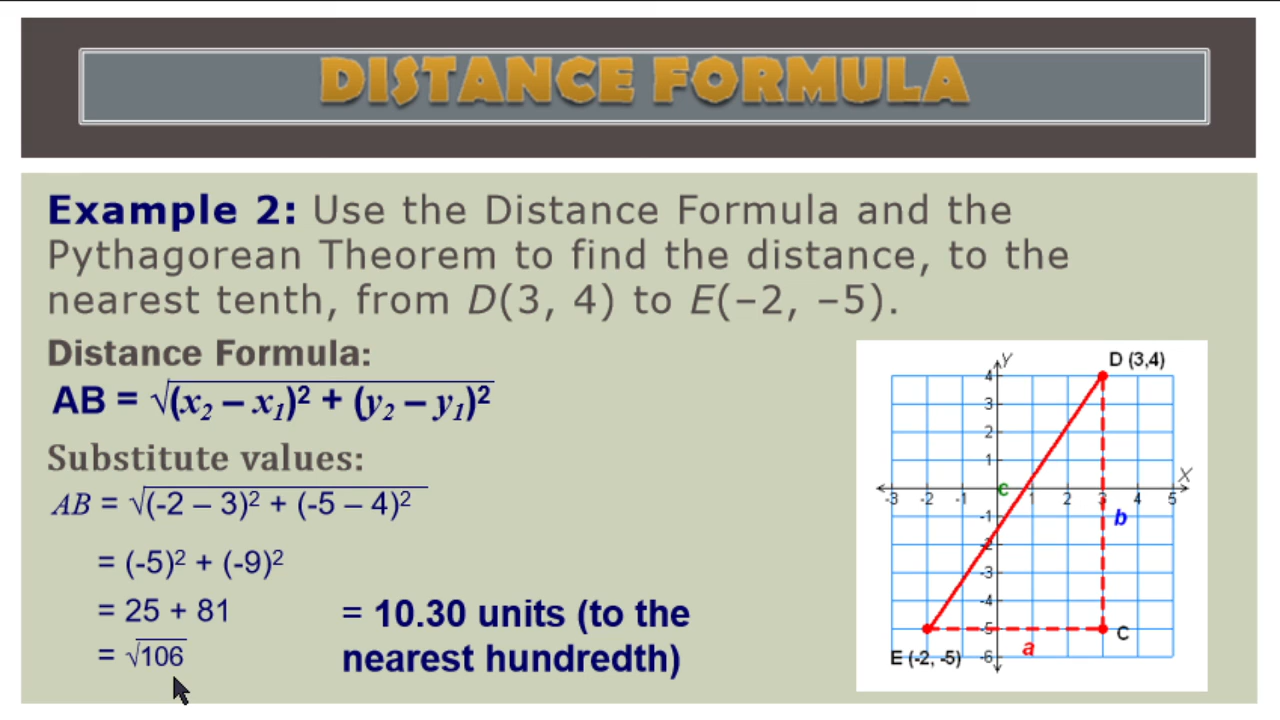 DISTANCE FORMULA
Example 2: Use the Distance Formula and the
Pythagorean Theorem to find the distance, to the
nearest tenth, from D(3, 4) to E(–2, –5).
Distance Formula:
AB = √(x₂ – x₁)² + (y₂ – y₁)²
Substitute values:
AB = √(-2 – 3)² + (-5 – 4)²
= (-5)² + (-9)²
= 25 + 81
= √106
= 10.30 units (to the
nearest hundredth)
D (3,4)
Y
4
3
2
1
X
c
-3 -2 -1 1 2 3 4 5
-1
b
-2
-3
-4
-5
C
a
E (-2, -5)
-6